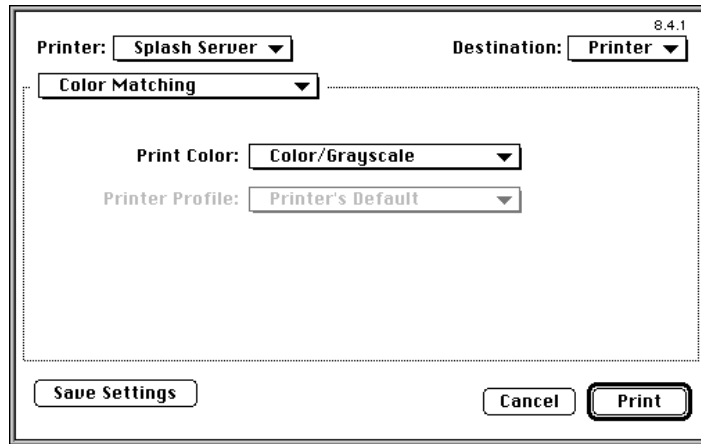 8.4.1
Printer: Splash Server Destination: Printer
Color Matching
Print Color: Color/Grayscale
Printer Profile: Printer's Default
Save Settings
Cancel Print